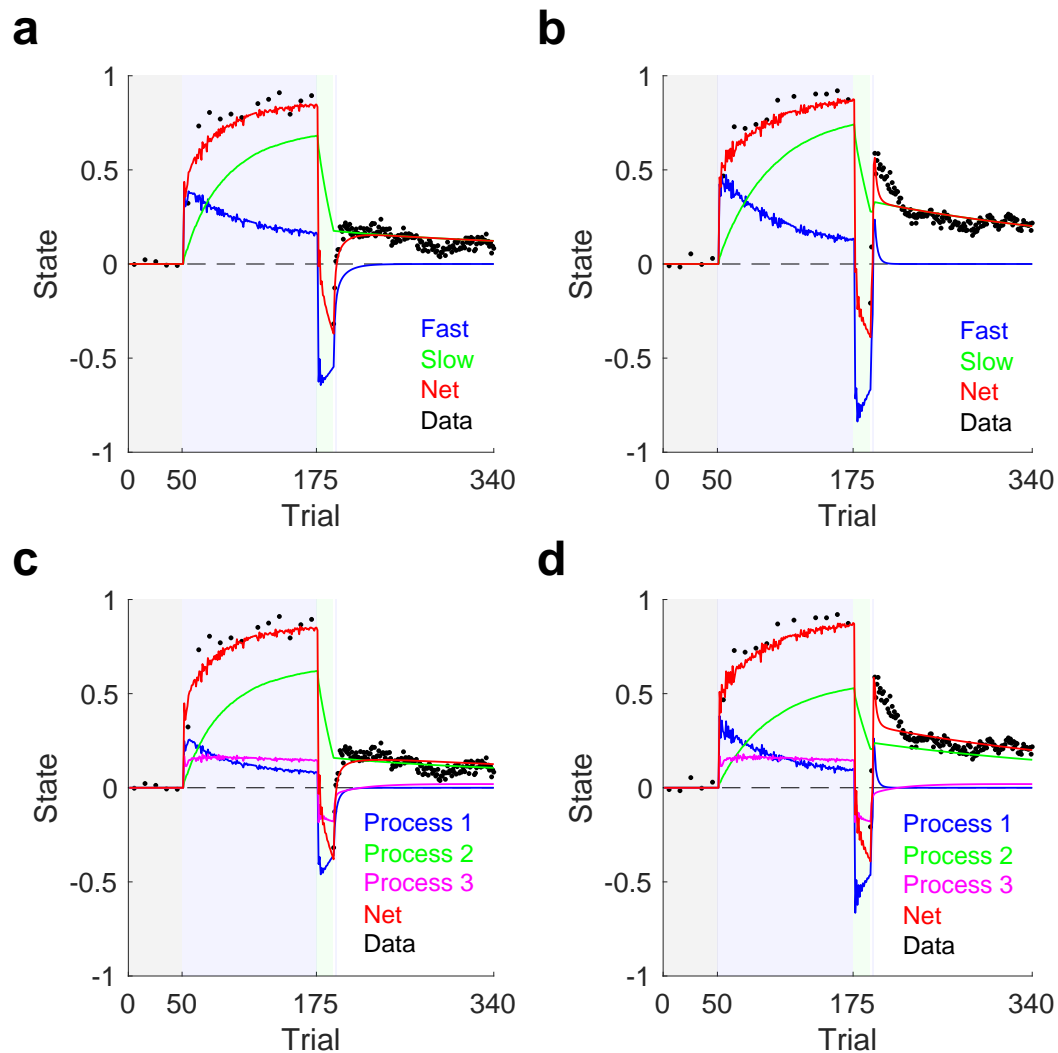 a
1
0.5
0
-0.5
-1
State
0
50
175
340
Trial
Fast
Slow
Net
Data
b
1
0.5
0
-0.5
-1
State
0
50
175
340
Trial
Fast
Slow
Net
Data
c
1
0.5
0
-0.5
-1
State
0
50
175
340
Trial
Process 1
Process 2
Process 3
Net
Data
d
1
0.5
0
-0.5
-1
State
0
50
175
340
Trial
Process 1
Process 2
Process 3
Net
Data